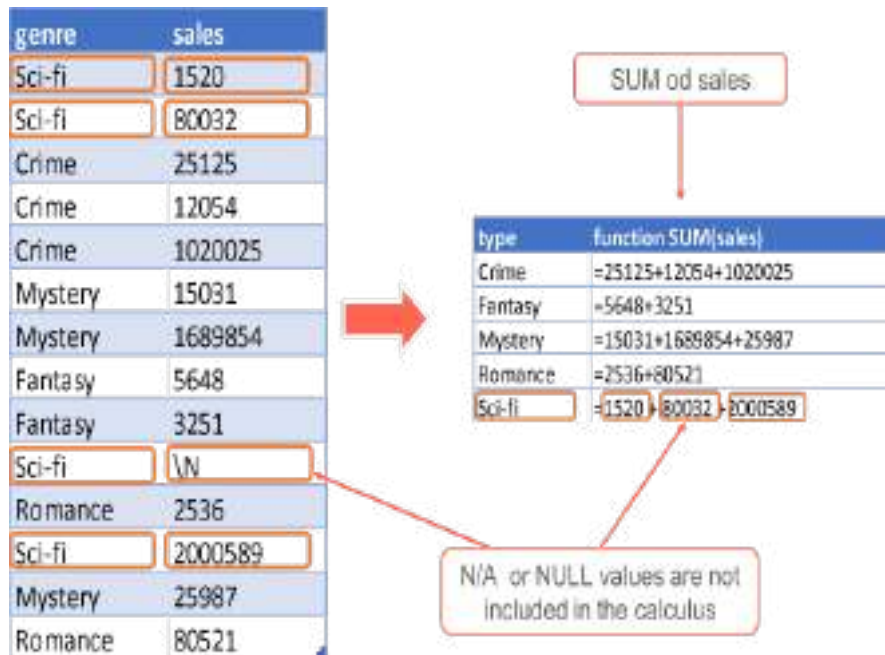 genre sales
Sci-fi 1520
Sci-fi 80032
Crime 25125
Crime 12054
Crime 1020025
Mystery 15031
Mystery 1689854
Fantasy 5648
Fantasy 3251
Sci-fi \N
Romance 2536
Sci-fi 2000589
Mystery 25987
Romance 80521
SUM od sales
type function SUM(sales)
Crime =25125+12054+1020025
Fantasy =5648+3251
Mystery =15031+1689854+25987
Romance =2536+80521
Sci-fi =1520+80032+2000589
N/A or NULL values are not
included in the calculus